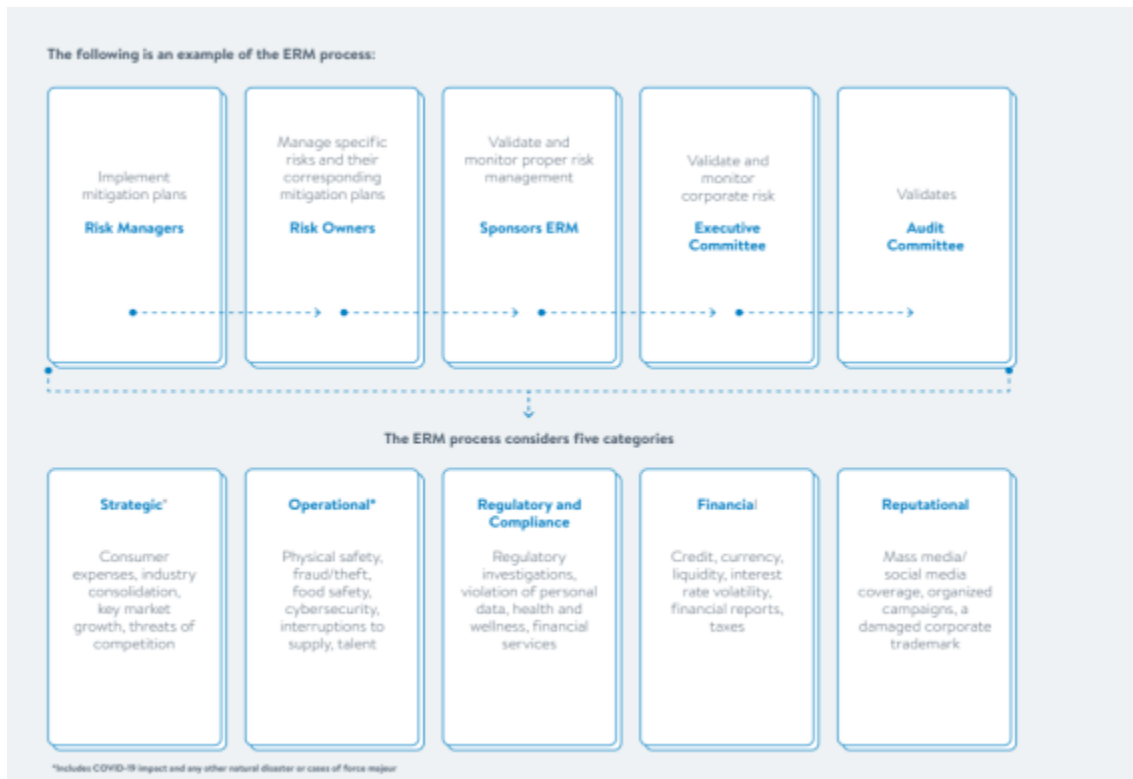 The following is an example of the ERM process:
Implement
mitigation plans
Risk Managers
Manage specific
risks and their
corresponding
mitigation plans
Risk Owners
Validate and
monitor proper risk
management
Sponsors ERM
Validate and
monitor
corporate risk
Executive
Committee
Validates
Audit
Committee
The ERM process considers five categories
Strategic*
Consumer
expenses, industry
consolidation,
key market
growth, threats of
competition
Operational*
Physical safety,
fraud/theft,
food safety,
cybersecurity,
interruptions to
supply, talent
Regulatory and
Compliance
Regulatory
investigations,
violation of personal
data, health and
wellness, financial
services
Financial
Credit, currency,
liquidity, interest
rate volatility,
financial reports,
taxes
Reputational
Mass media/
social media
coverage, organized
campaigns, a
damaged corporate
trademark
*Includes COVID-19 impact and any other natural disaster or cases of force majeur